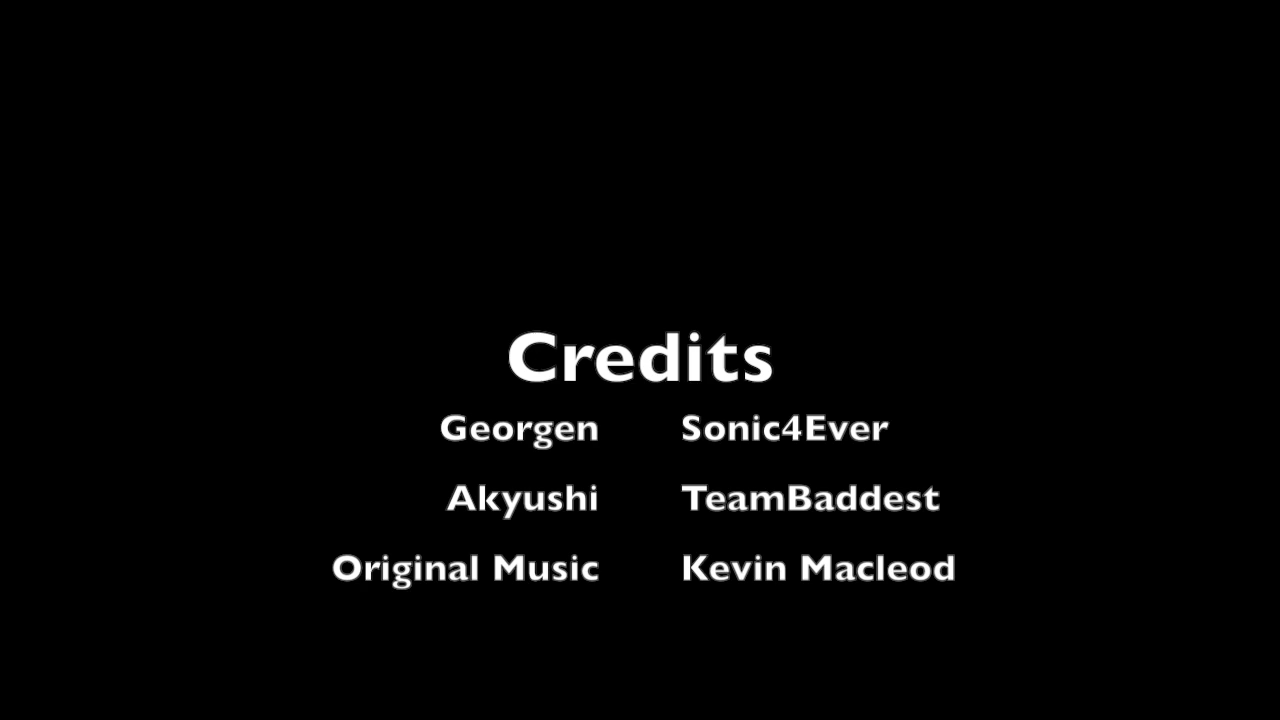 Credits
Georgen Sonic4Ever
Akyushi TeamBaddest
Original Music Kevin Macleod